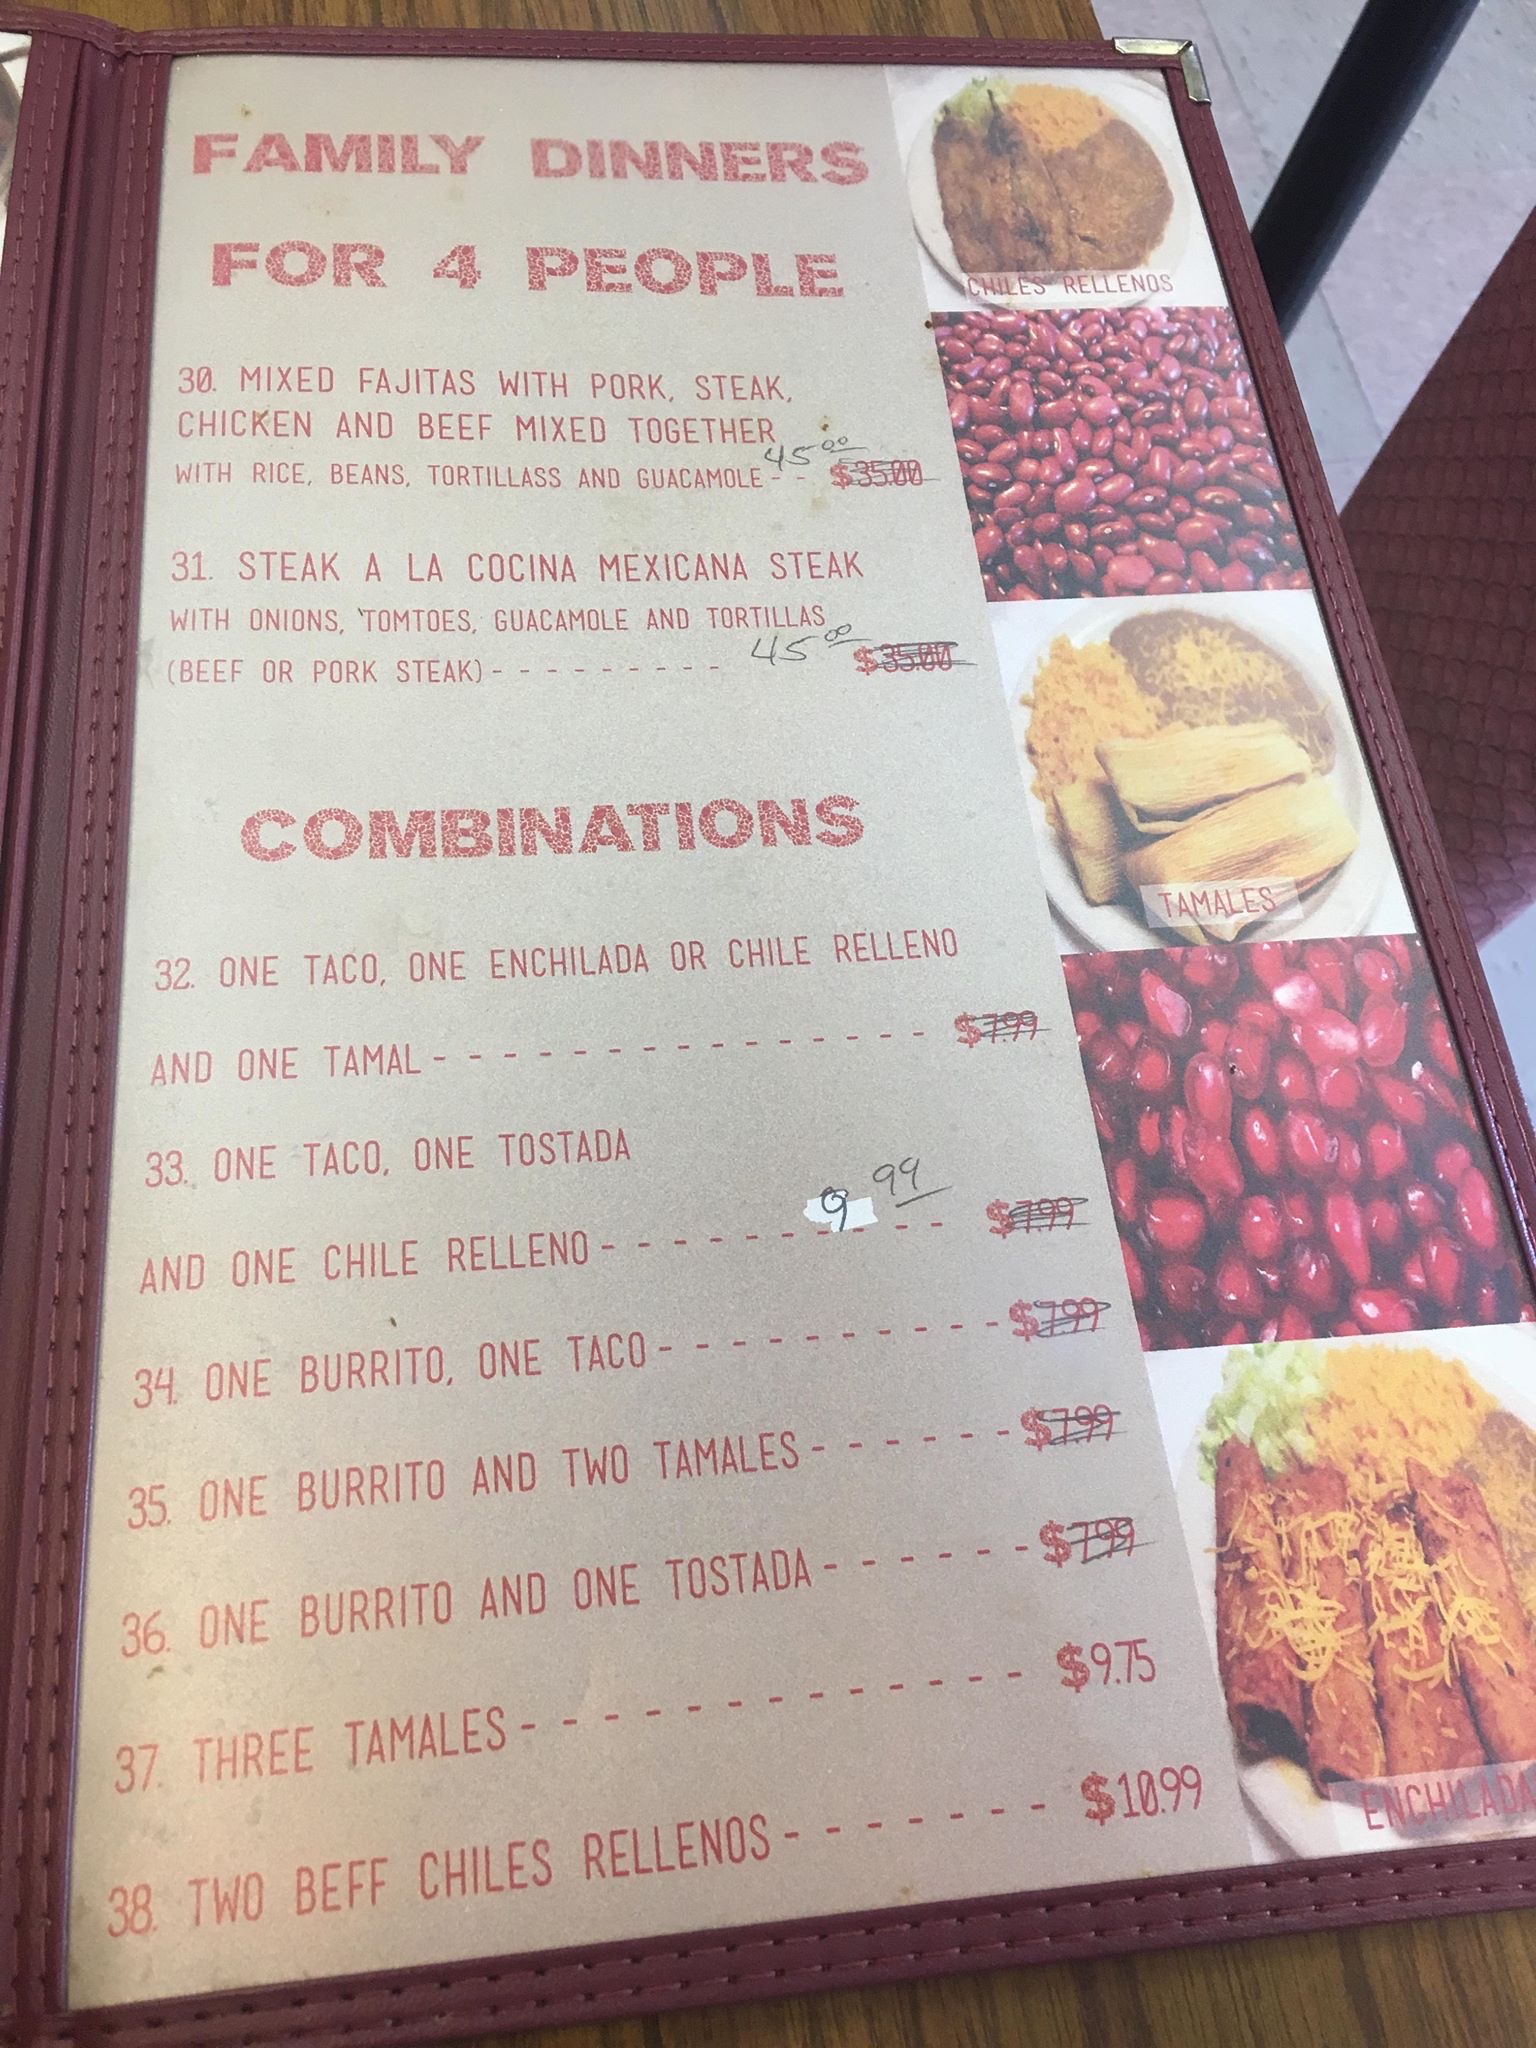 FAMILY DINNERS
FOR 4 PEOPLE
30. MIXED FAJITAS WITH PORK, STEAK,
CHICKEN AND BEEF MIXED TOGETHER
WITH RICE, BEANS, TORTILLASS AND GUACAMOLE - - 45.00 $35.00
31. STEAK A LA COCINA MEXICANA STEAK
WITH ONIONS, TOMTOES, GUACAMOLE AND TORTILLAS
(BEEF OR PORK STEAK) - - - - - - - - - 45.00 $35.00
COMBINATIONS
32. ONE TACO, ONE ENCHILADA OR CHILE RELLENO
AND ONE TAMAL - - - - - - - - - - - - - - - $7.99
33. ONE TACO, ONE TOSTADA
AND ONE CHILE RELLENO - - - - - - - - - - 9 99 $7.99
34. ONE BURRITO, ONE TACO - - - - - - - - - - $7.99
35. ONE BURRITO AND TWO TAMALES - - - - - - $7.99
36. ONE BURRITO AND ONE TOSTADA - - - - - - $7.99
37. THREE TAMALES - - - - - - - - - - - - - $9.75
38. TWO BEFF CHILES RELLENOS - - - - - - - - $10.99
CHILES RELLENOS
TAMALES
ENCHILADA